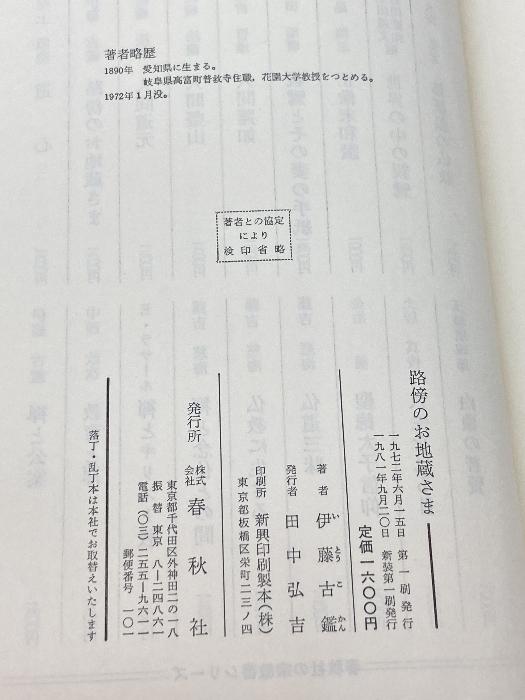 著者略歴
1890年 愛知県に生まる。
岐阜県高富町普紋寺住職，花園大学教授をつとめる。
1972年1月没。
著者との協定
により
検印省略
路傍のお地蔵さま
一九七二年六月一五日 第一刷発行
一九八一年九月二〇日 新装第一刷発行
定価一六〇〇円
著者 伊藤古鑑
いとうこかん
発行者 田中弘吉
印刷所 新興印刷製本(株)
東京都板橋区栄町二三ノ四
発行所 株式会社 春秋社
東京都千代田区外神田二の一八
振替東京 八―二四八六一
電話(〇三)二五五―九六一一
郵便番号 一〇一
落丁・乱丁本は本社でお取替えいたします